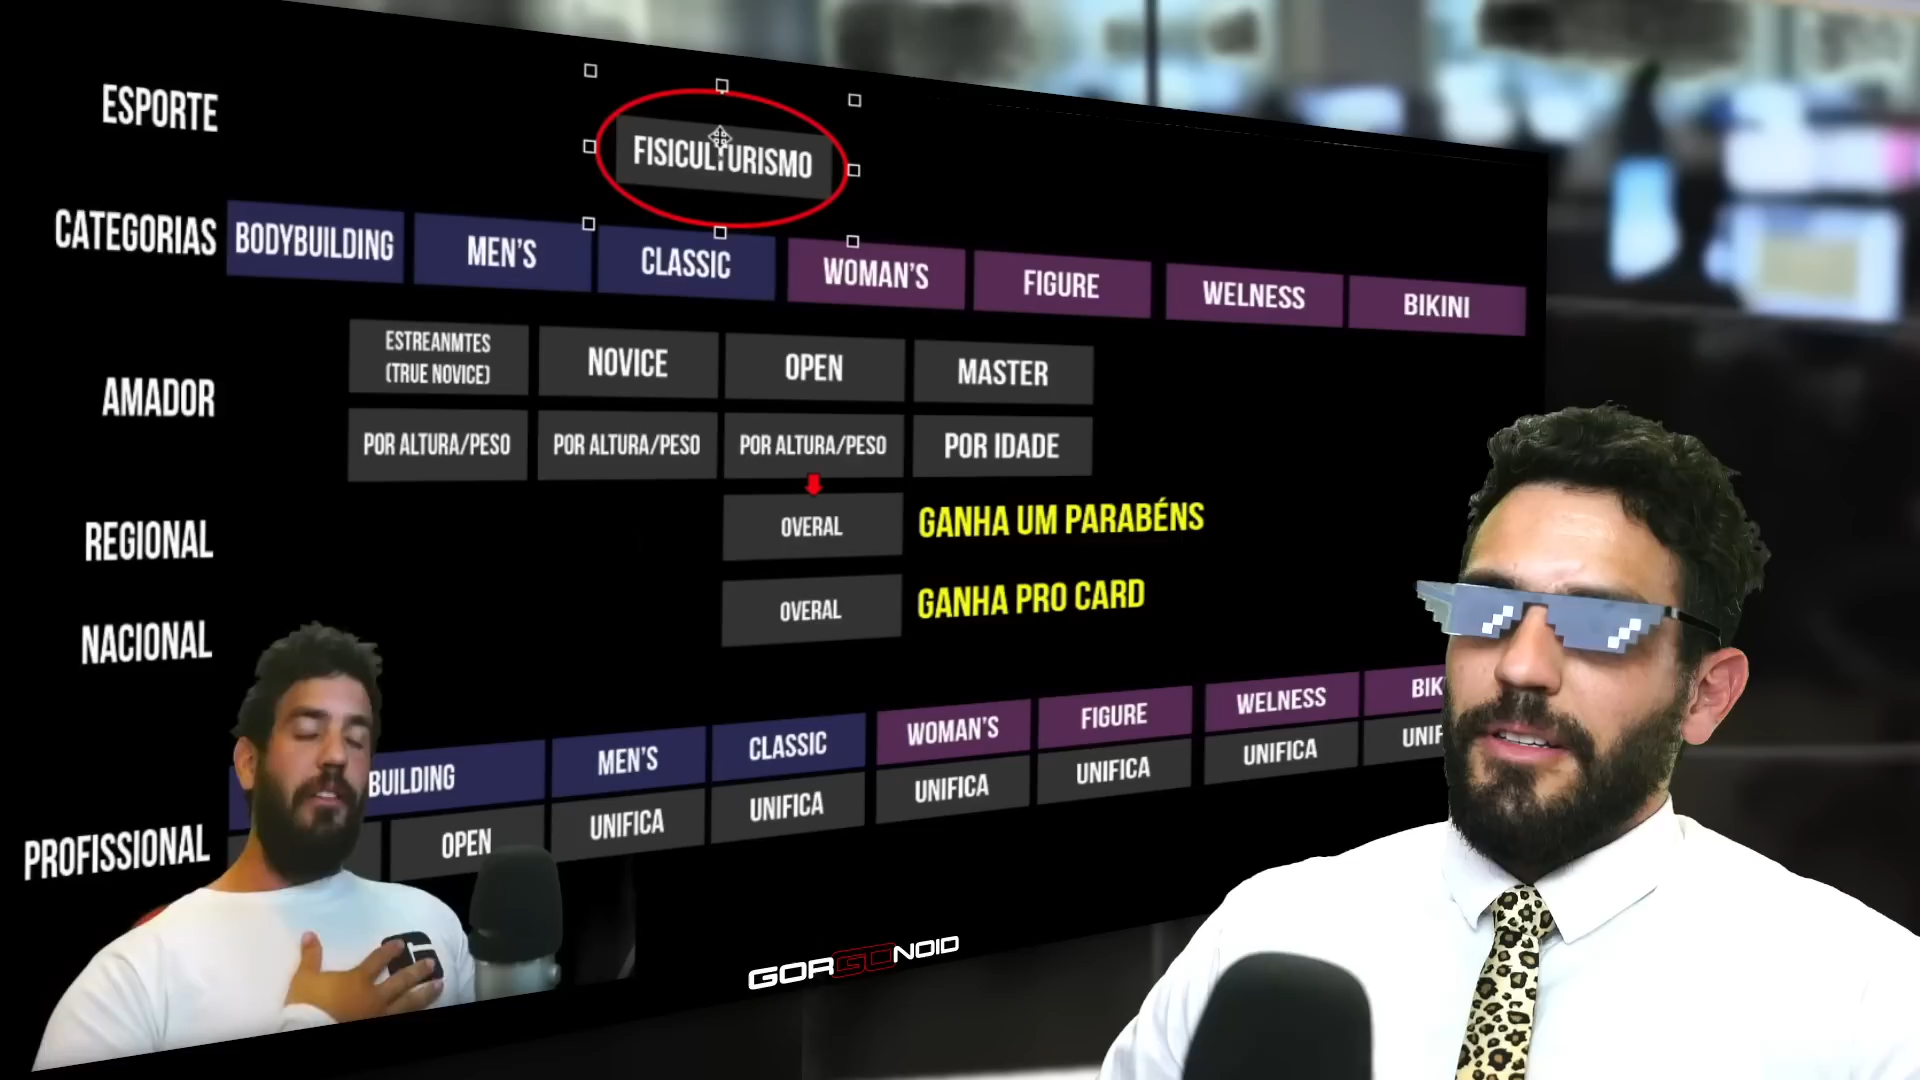 ESPORTE
FISICULTURISMO
CATEGORIAS
BODYBUILDING
MEN'S
CLASSIC
WOMAN'S
FIGURE
WELNESS
BIKINI
AMADOR
ESTREANMTES
(TRUE NOVICE)
NOVICE
OPEN
MASTER
POR ALTURA/PESO
POR ALTURA/PESO
POR ALTURA/PESO
POR IDADE
REGIONAL
OVERAL
GANHA UM PARABÉNS
NACIONAL
OVERAL
GANHA PRO CARD
PROFISSIONAL
BUILDING
MEN'S
CLASSIC
WOMAN'S
FIGURE
WELNESS
BIK
OPEN
UNIFICA
UNIFICA
UNIFICA
UNIFICA
UNIFICA
UNIF
GORGONOID